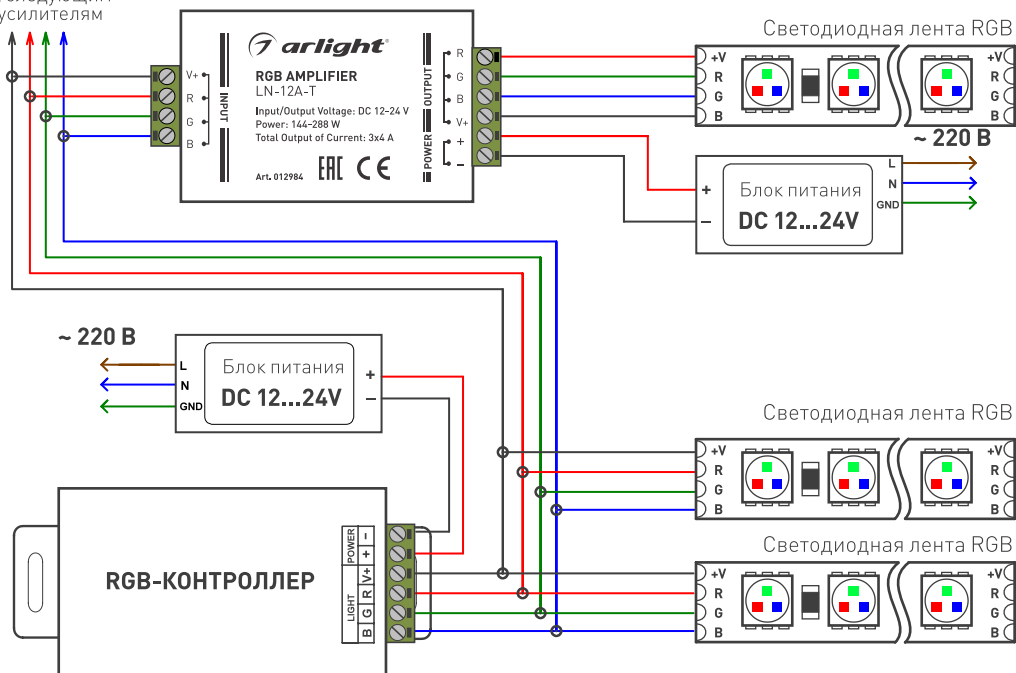 усилителям
arlight
RGB AMPLIFIER
LN-12A-T
Input/Output Voltage: DC 12-24 V
Power: 144-288 W
Total Output of Current: 3x4 A
Art. 012984
EAC CE
INPUT
V+
R
G
B
OUTPUT
R
G
B
V+
POWER
+
–
Светодиодная лента RGB
+V
R
G
B
+V
R
G
B
~ 220 В
Блок питания
DC 12...24V
+
–
L
N
GND
~ 220 В
L
N
GND
Блок питания
DC 12...24V
+
–
Светодиодная лента RGB
+V
R
G
B
+V
R
G
B
RGB-КОНТРОЛЛЕР
POWER
–
+
LIGHT
V+
R
G
B
Светодиодная лента RGB
+V
R
G
B
+V
R
G
B